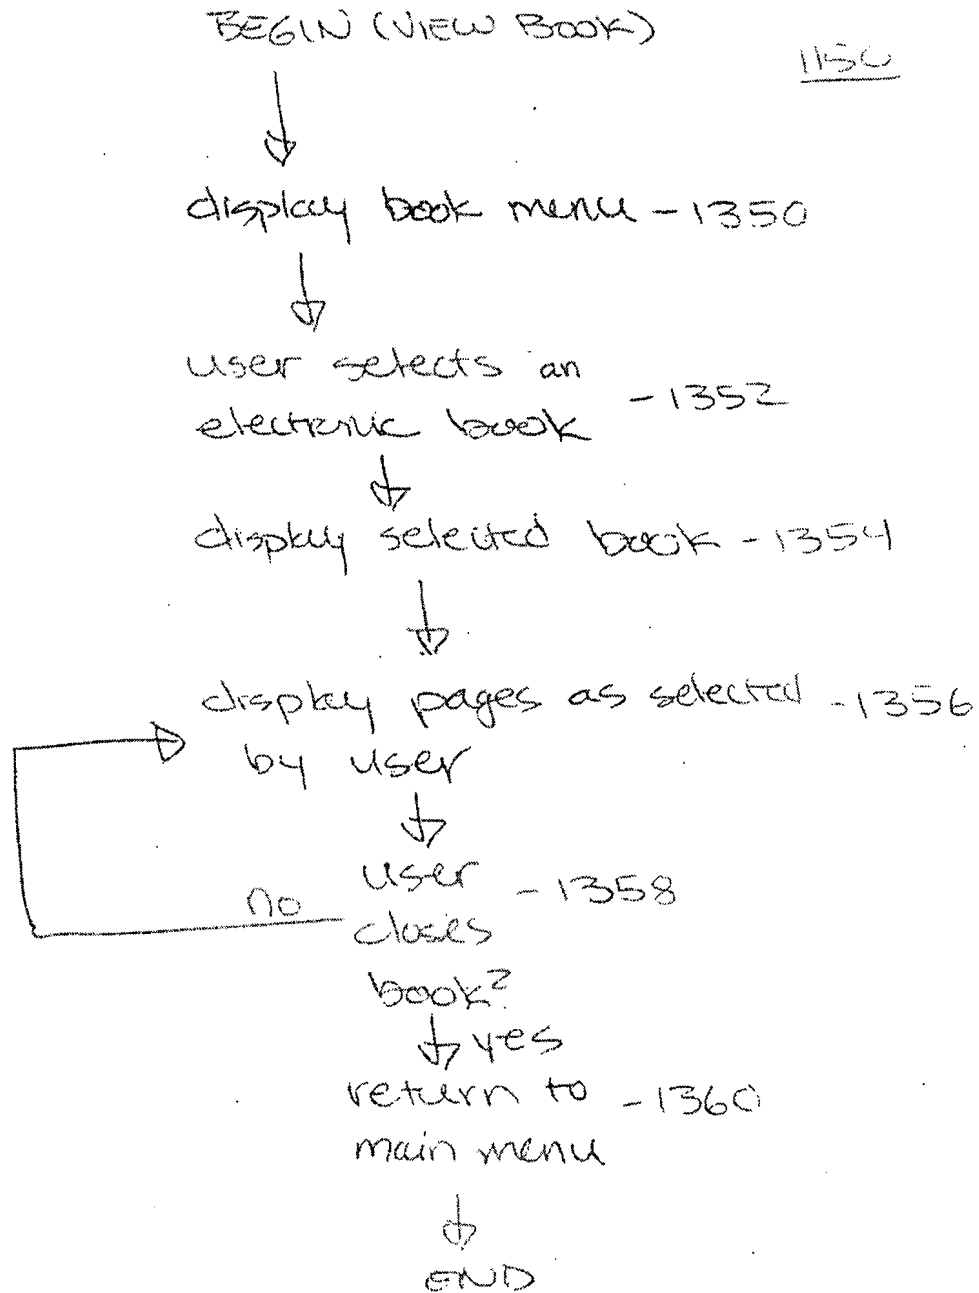 BEGIN (VIEW BOOK)
1150
display book menu - 1350
user selects an
electronic book - 1352
display selected book - 1354
display pages as selected - 1356
by user
user - 1358
no
closes
book?
yes
return to - 1360
main menu
END